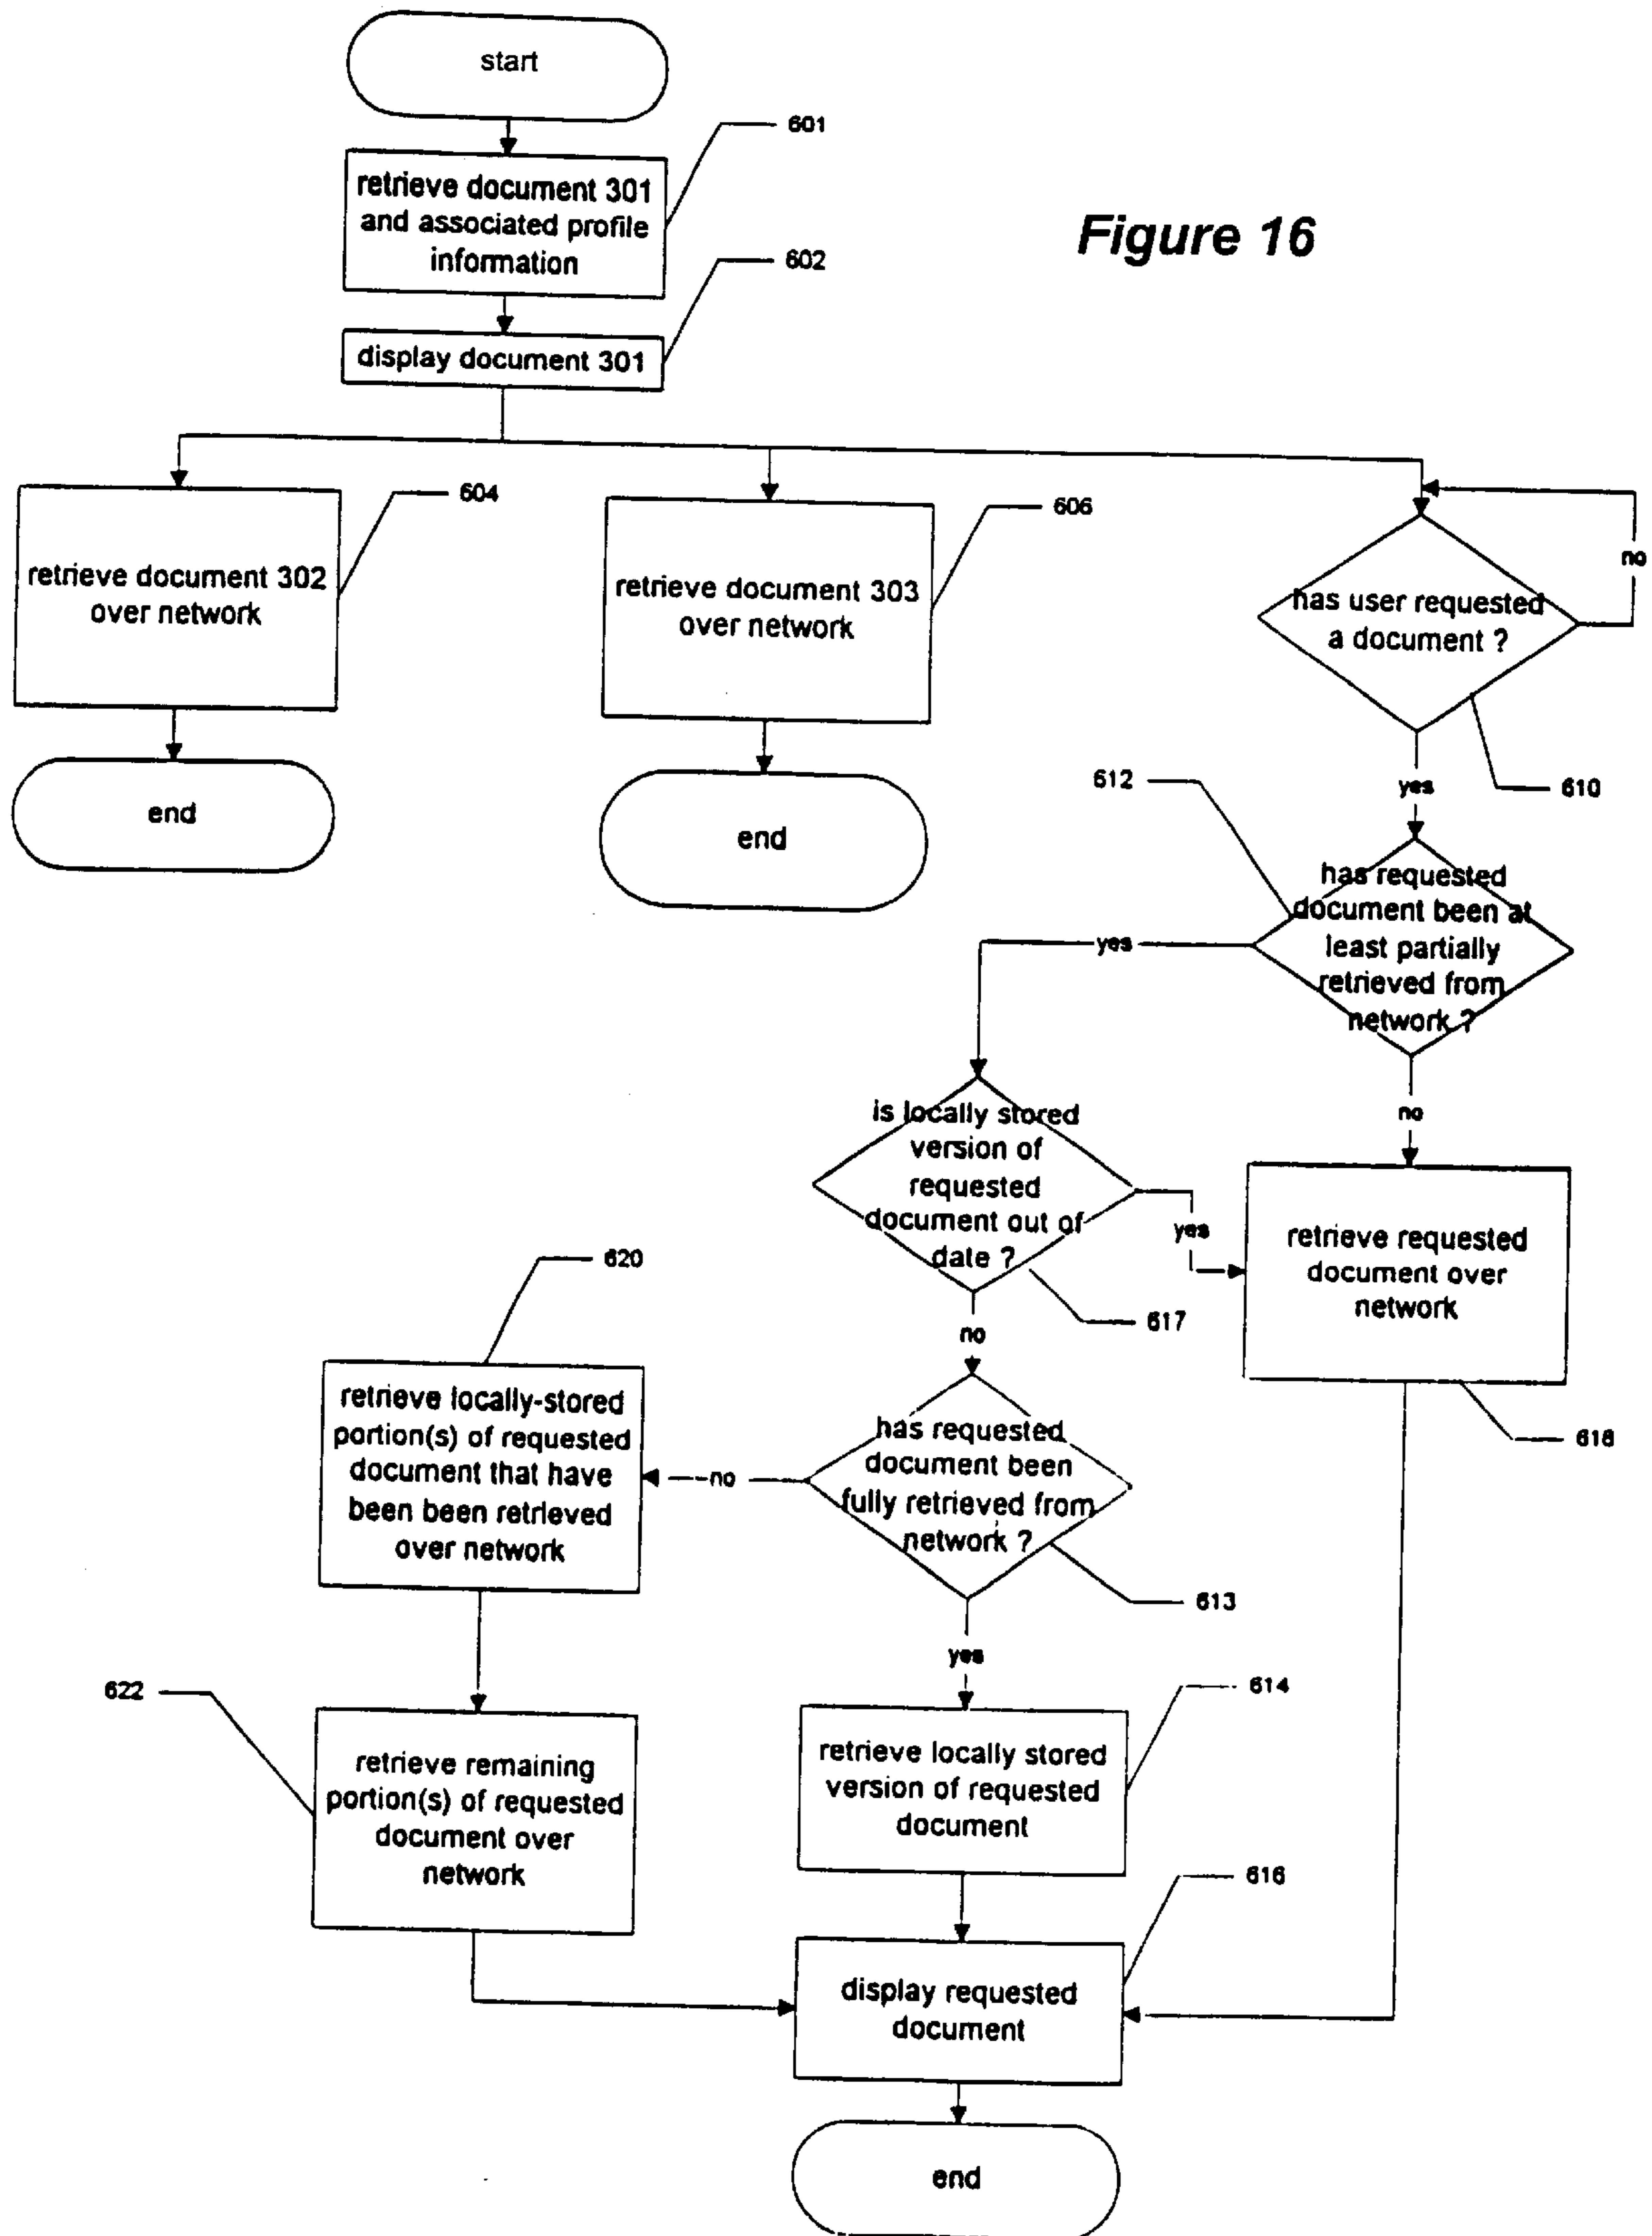 start
601
retrieve document 301
and associated profile
information
Figure 16
602
display document 301
604
retrieve document 302
over network
606
retrieve document 303
over network
no
has user requested
a document ?
end
end
yes
610
612
has requested
document been at
least partially
retrieved from
network ?
yes
no
is locally stored
version of
requested
document out of
date ?
yes
retrieve requested
document over
network
617
no
618
620
retrieve locally-stored
portion(s) of requested
document that have
been been retrieved
over network
no
has requested
document been
fully retrieved from
network ?
613
yes
622
retrieve remaining
portion(s) of requested
document over
network
614
retrieve locally stored
version of requested
document
616
display requested
document
end